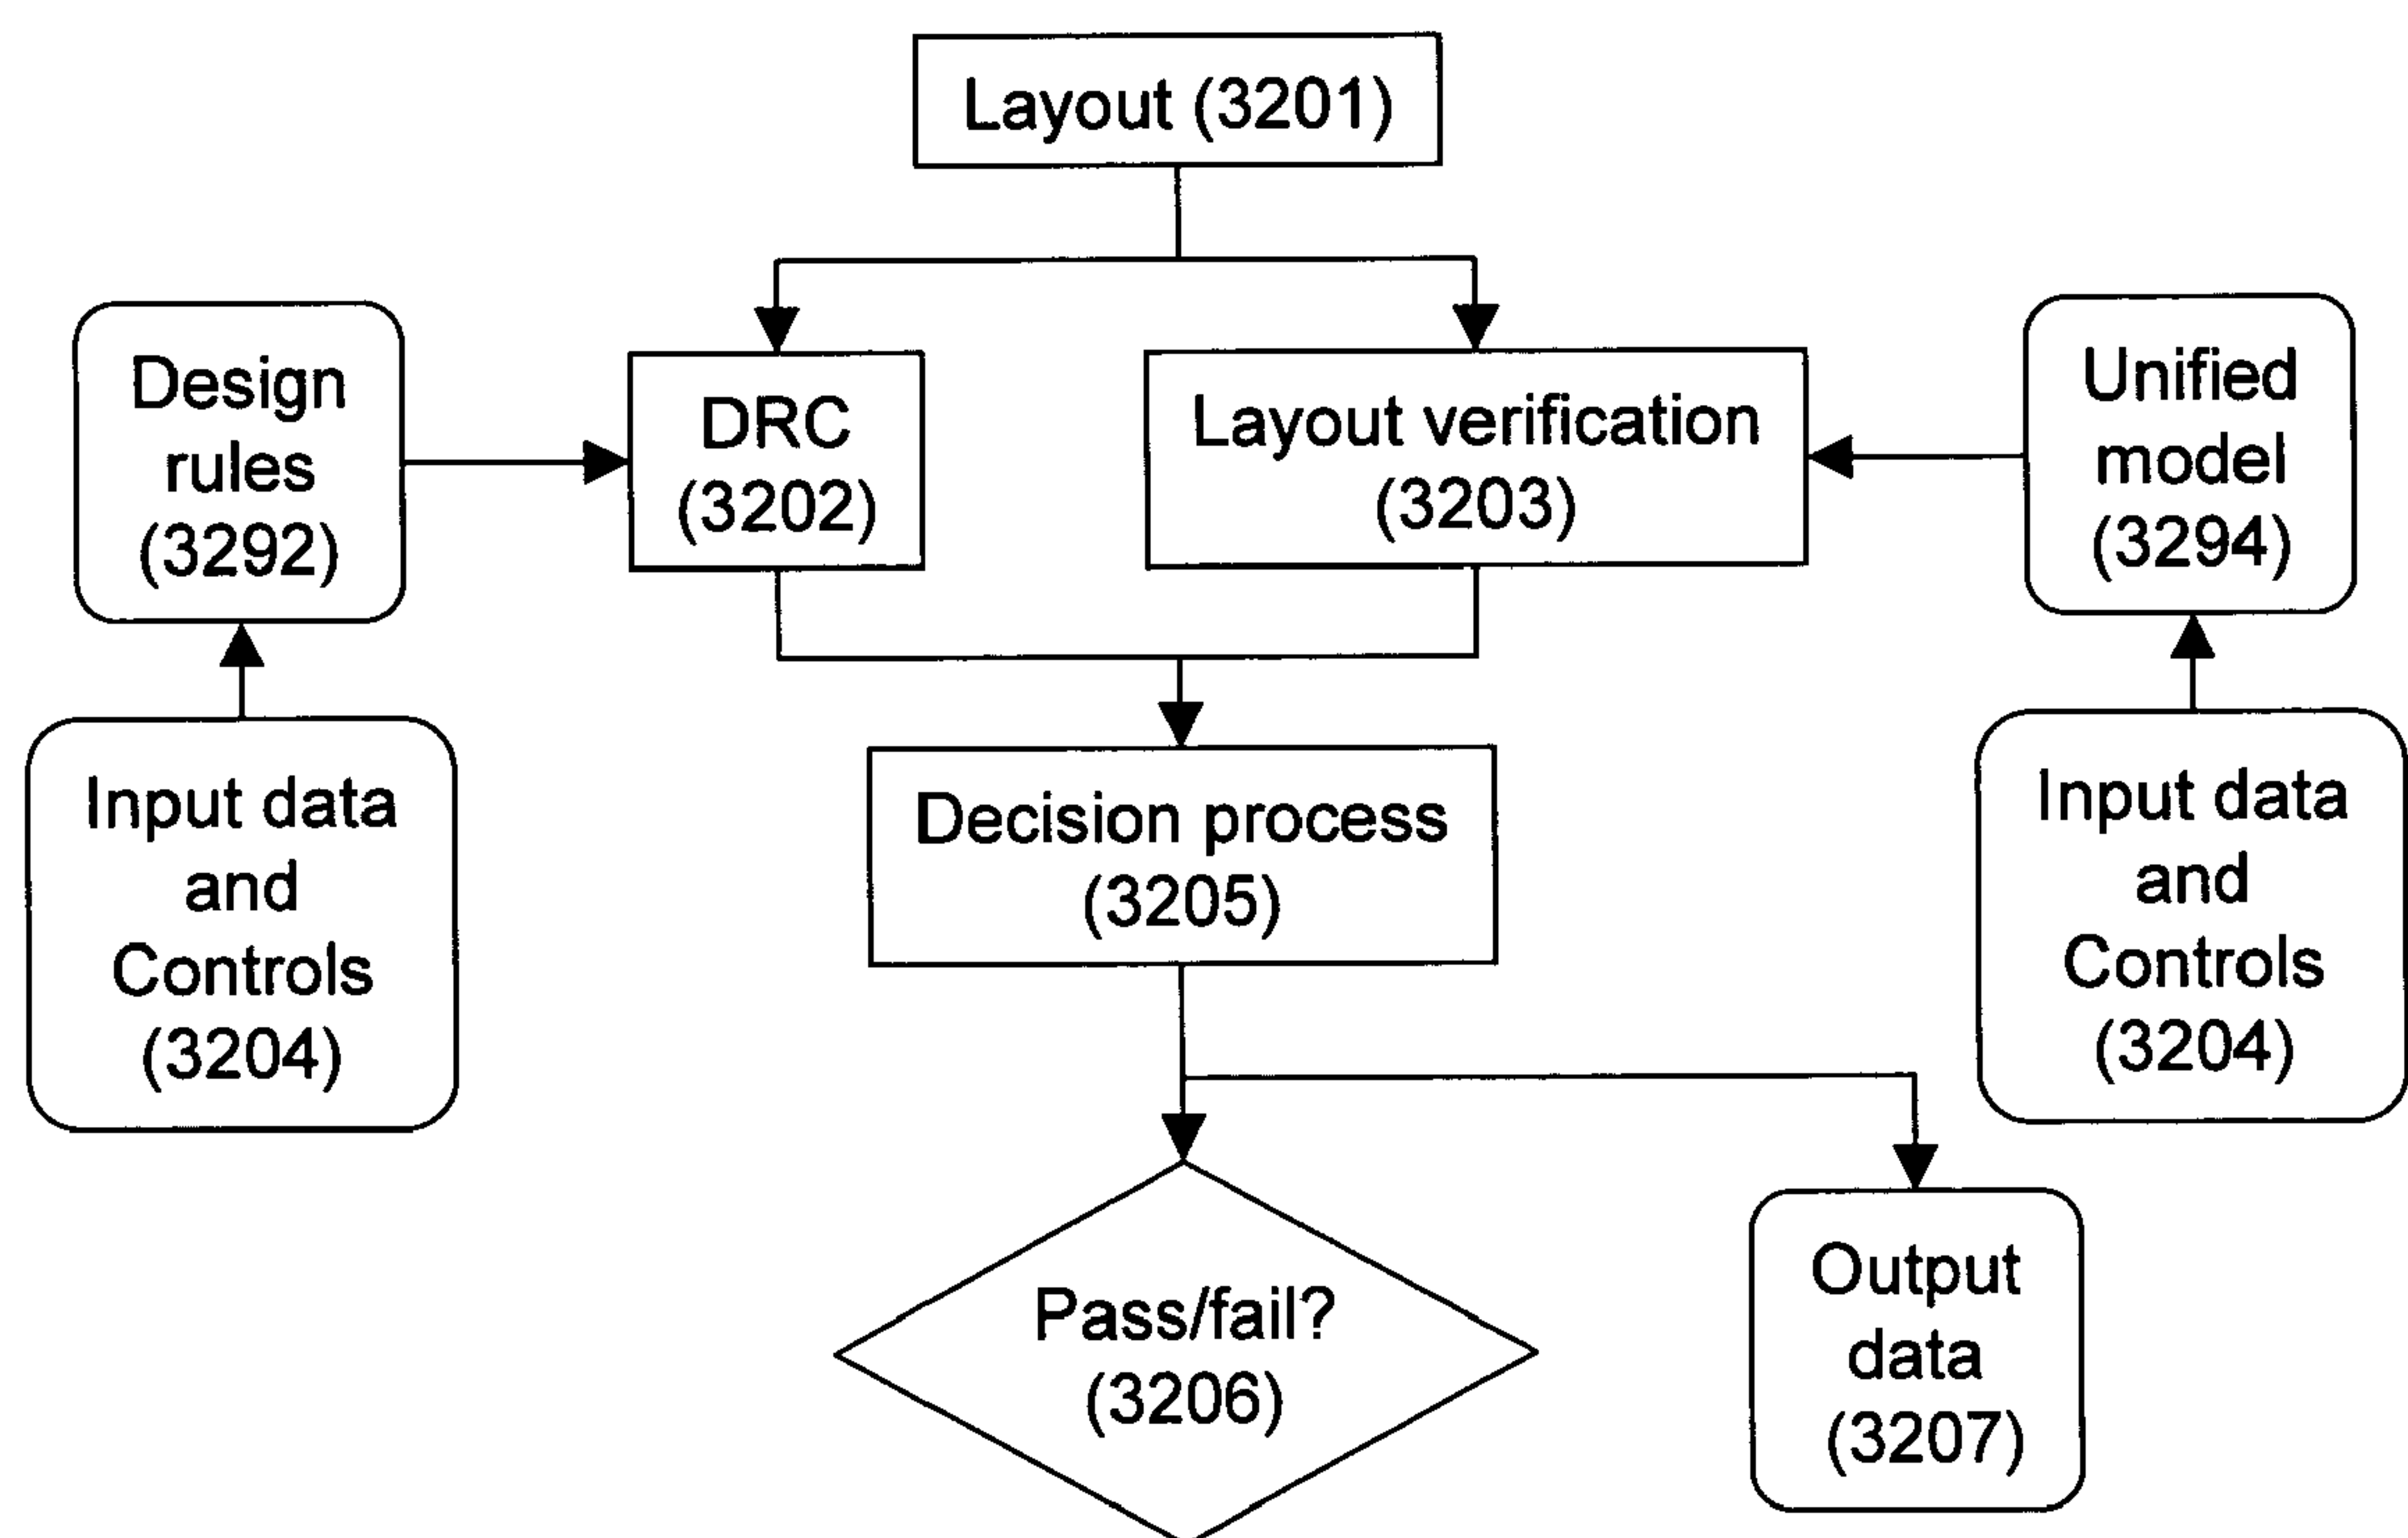 Layout (3201)
Design
rules
(3292)
DRC
(3202)
Layout verification
(3203)
Unified
model
(3294)
Input data
and
Controls
(3204)
Decision process
(3205)
Input data
and
Controls
(3204)
Pass/fail?
(3206)
Output
data
(3207)